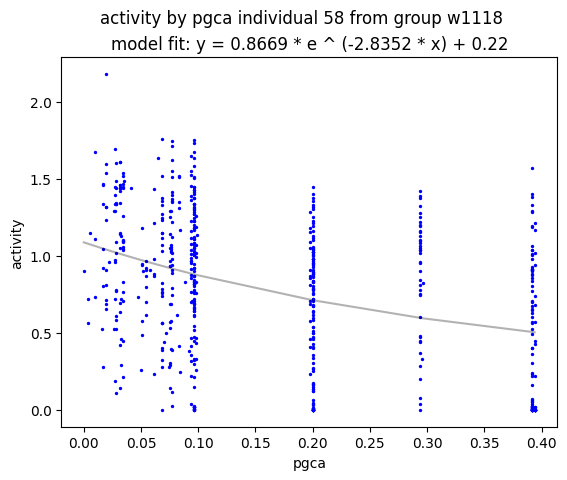 activity by pgca individual 58 from group w1118
model fit: y = 0.8669 * e ^ (-2.8352 * x) + 0.22
2.0
1.5
1.0
0.5
0.0
activity
0.00 0.05 0.10 0.15 0.20 0.25 0.30 0.35 0.40
pgca